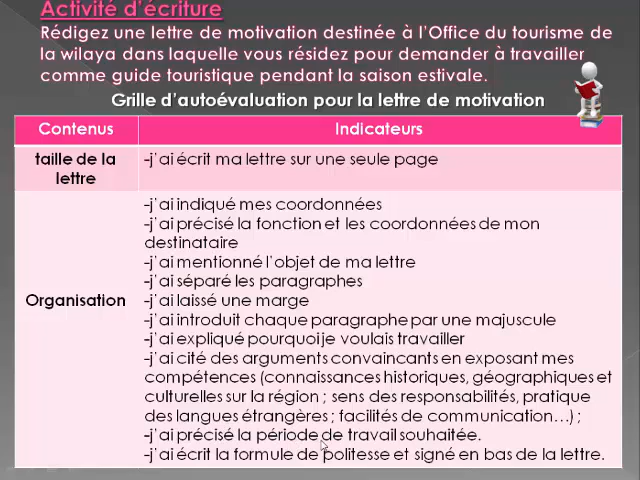 Activité d'écriture
Rédigez une lettre de motivation destinée à l'Office du tourisme de
la wilaya dans laquelle vous résidez pour demander à travailler
comme guide touristique pendant la saison estivale.
Grille d'autoévaluation pour la lettre de motivation
Contenus Indicateurs
taille de la
lettre
-j'ai écrit ma lettre sur une seule page
Organisation
-j'ai indiqué mes coordonnées
-j'ai précisé la fonction et les coordonnées de mon
destinataire
-j'ai mentionné l'objet de ma lettre
-j'ai séparé les paragraphes
-j'ai laissé une marge
-j'ai introduit chaque paragraphe par une majuscule
-j'ai expliqué pourquoi je voulais travailler
-j'ai cité des arguments convaincants en exposant mes
compétences (connaissances historiques, géographiques et
culturelles sur la région ; sens des responsabilités, pratique
des langues étrangères ; facilités de communication…) ;
-j'ai précisé la période de travail souhaitée.
-j'ai écrit la formule de politesse et signé en bas de la lettre.